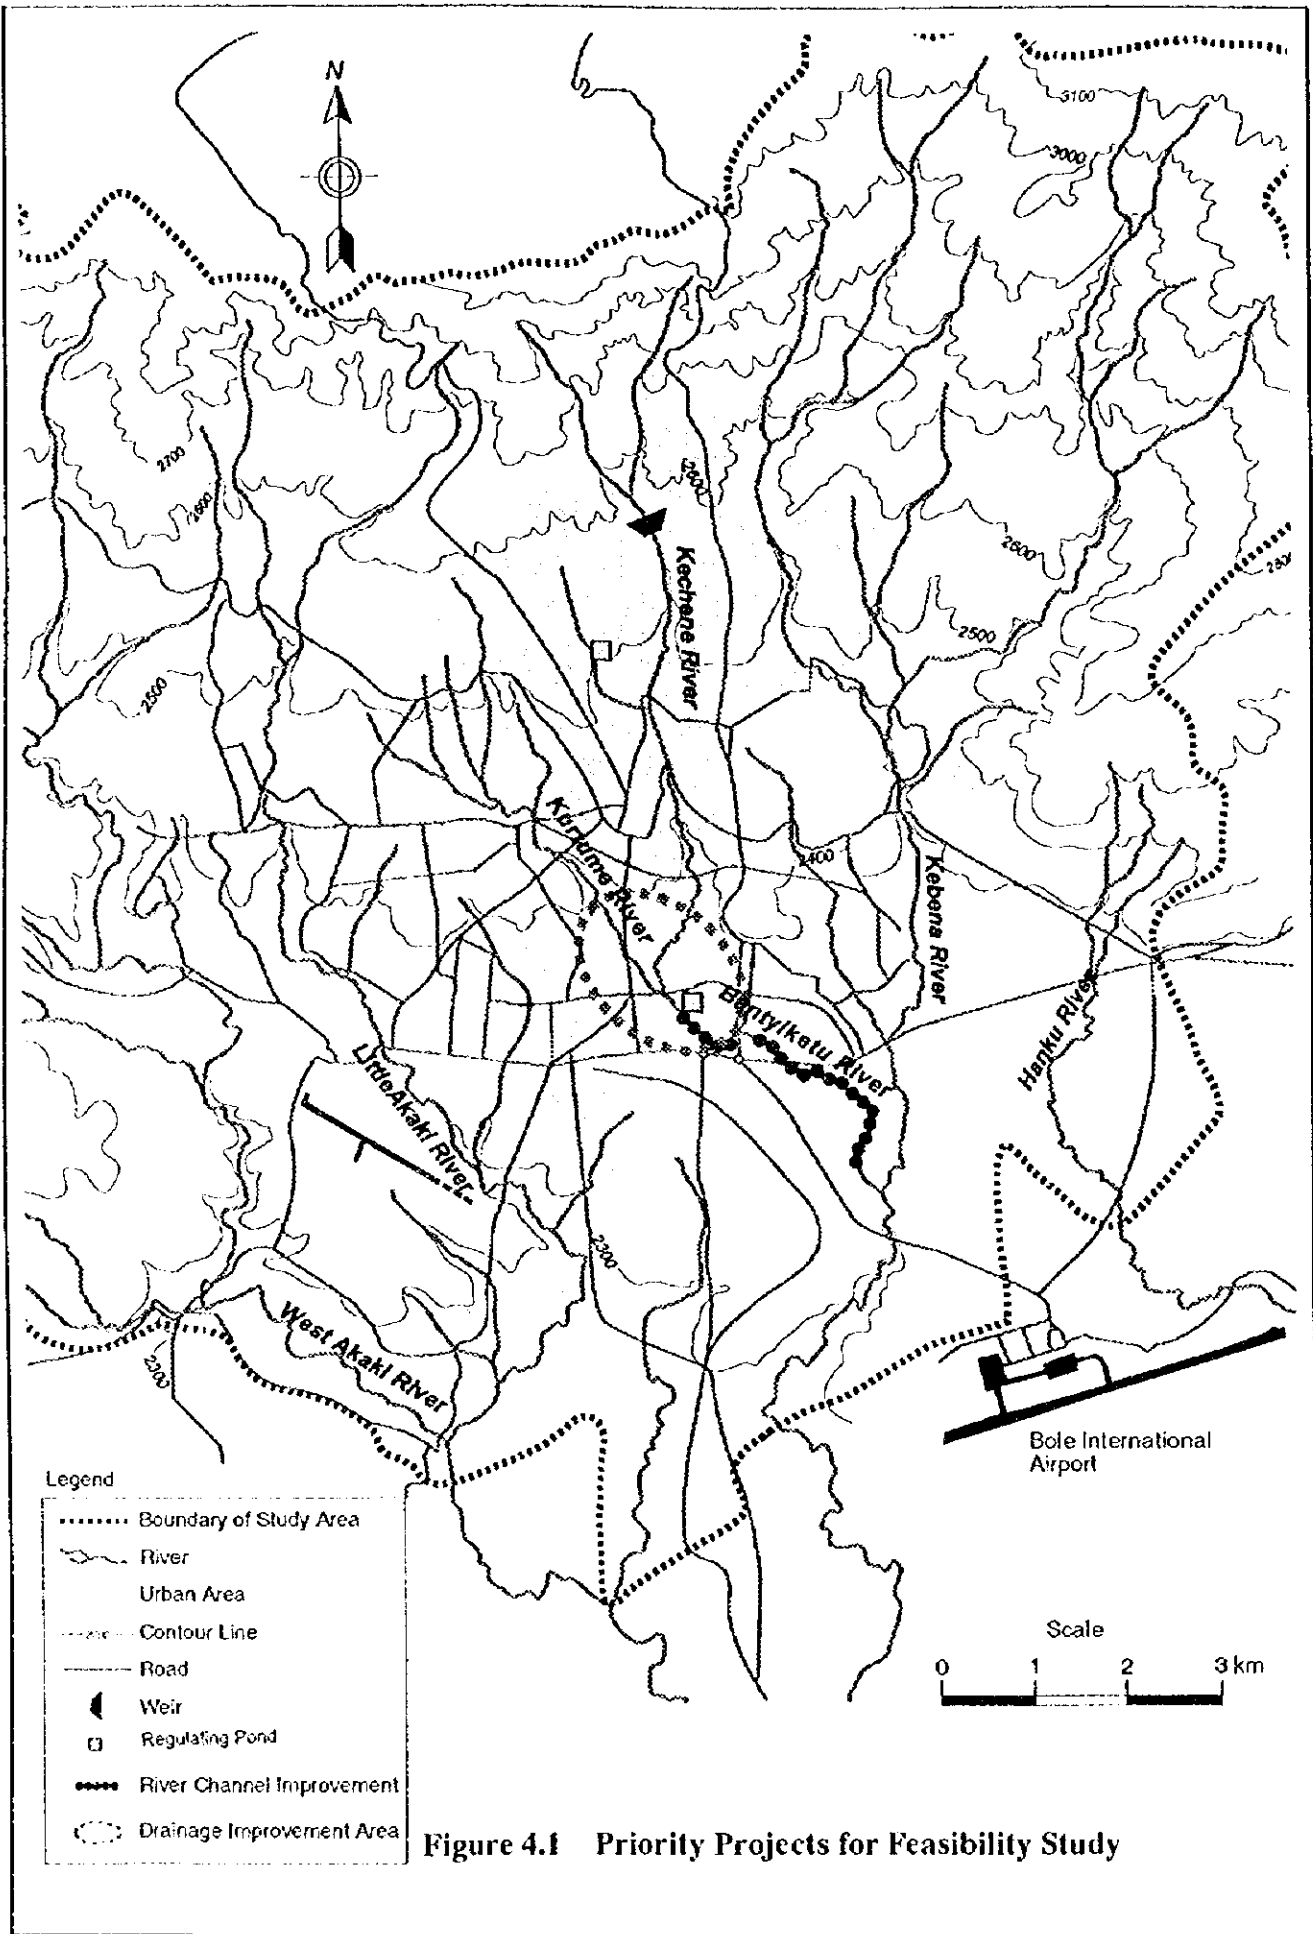 N
3100
3000
2700
2600
2600
Kechene River
2600
280
2500
2500
Kurtume River
2400
Kebena River
Bantyiketu River
Hanku River
Little Akaki River
2300
West Akaki River
2300
Bole International
Airport
Legend
Boundary of Study Area
River
Urban Area
Contour Line
Road
Weir
Regulating Pond
River Channel Improvement
Drainage Improvement Area
Scale
0 1 2 3 km
Figure 4.1 Priority Projects for Feasibility Study